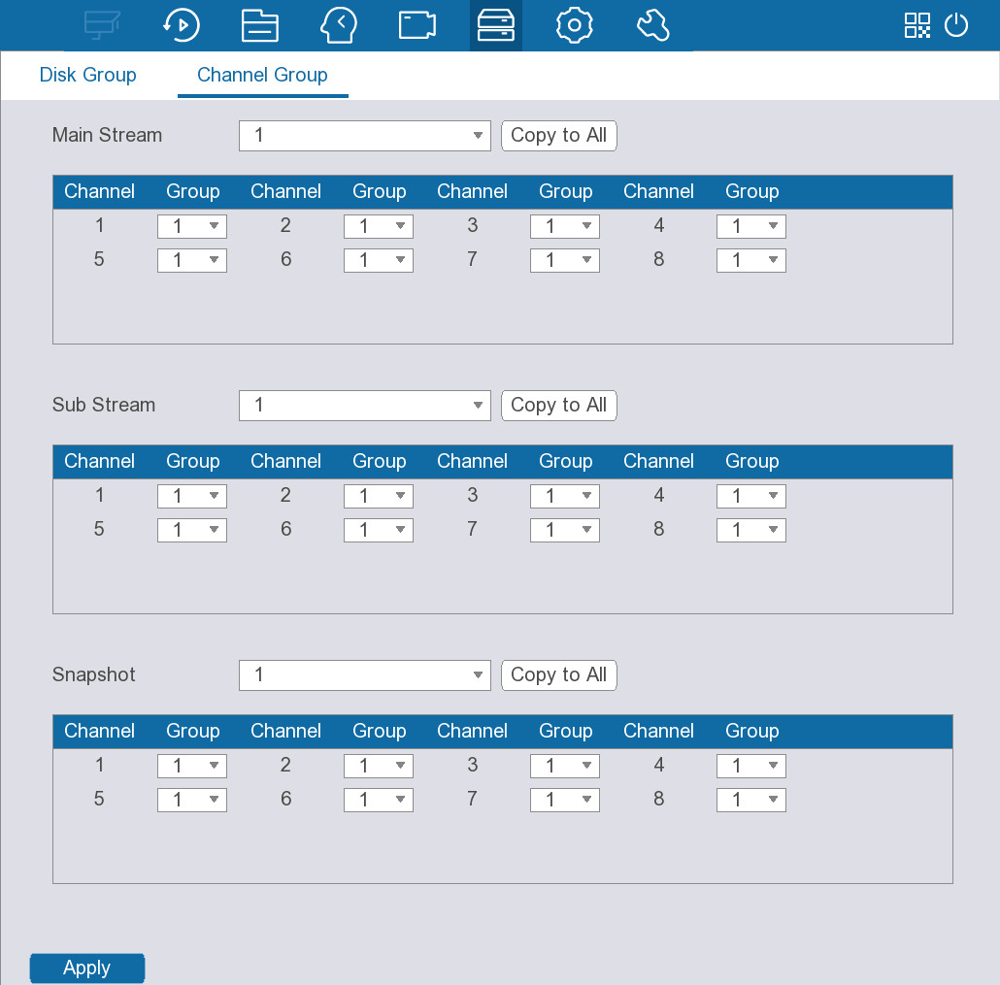 Disk Group Channel Group
Main Stream 1 Copy to All
Channel Group Channel Group Channel Group Channel Group
1 1 2 1 3 1 4 1
5 1 6 1 7 1 8 1
Sub Stream 1 Copy to All
Channel Group Channel Group Channel Group Channel Group
1 1 2 1 3 1 4 1
5 1 6 1 7 1 8 1
Snapshot 1 Copy to All
Channel Group Channel Group Channel Group Channel Group
1 1 2 1 3 1 4 1
5 1 6 1 7 1 8 1
Apply